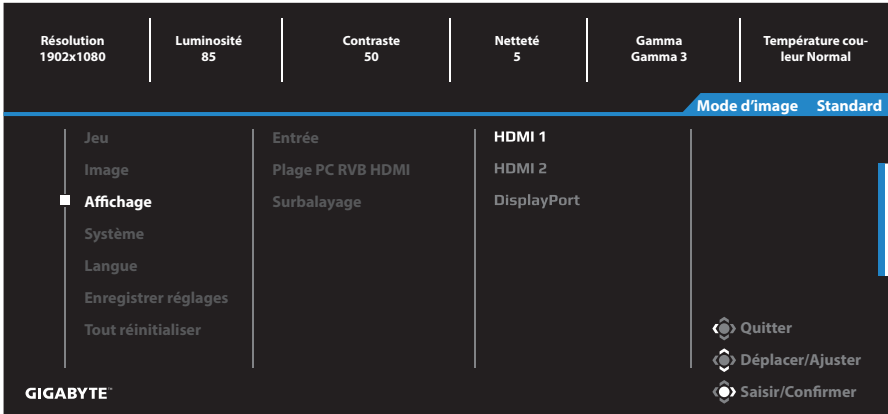 Résolution
1902x1080
Luminosité
85
Contraste
50
Netteté
5
Gamma
Gamma 3
Température cou-
leur Normal
Mode d'image Standard
Jeu
Image
Affichage
Système
Langue
Enregistrer réglages
Tout réinitialiser
Entrée
Plage PC RVB HDMI
Surbalayage
HDMI 1
HDMI 2
DisplayPort
Quitter
Déplacer/Ajuster
Saisir/Confirmer
GIGABYTE™